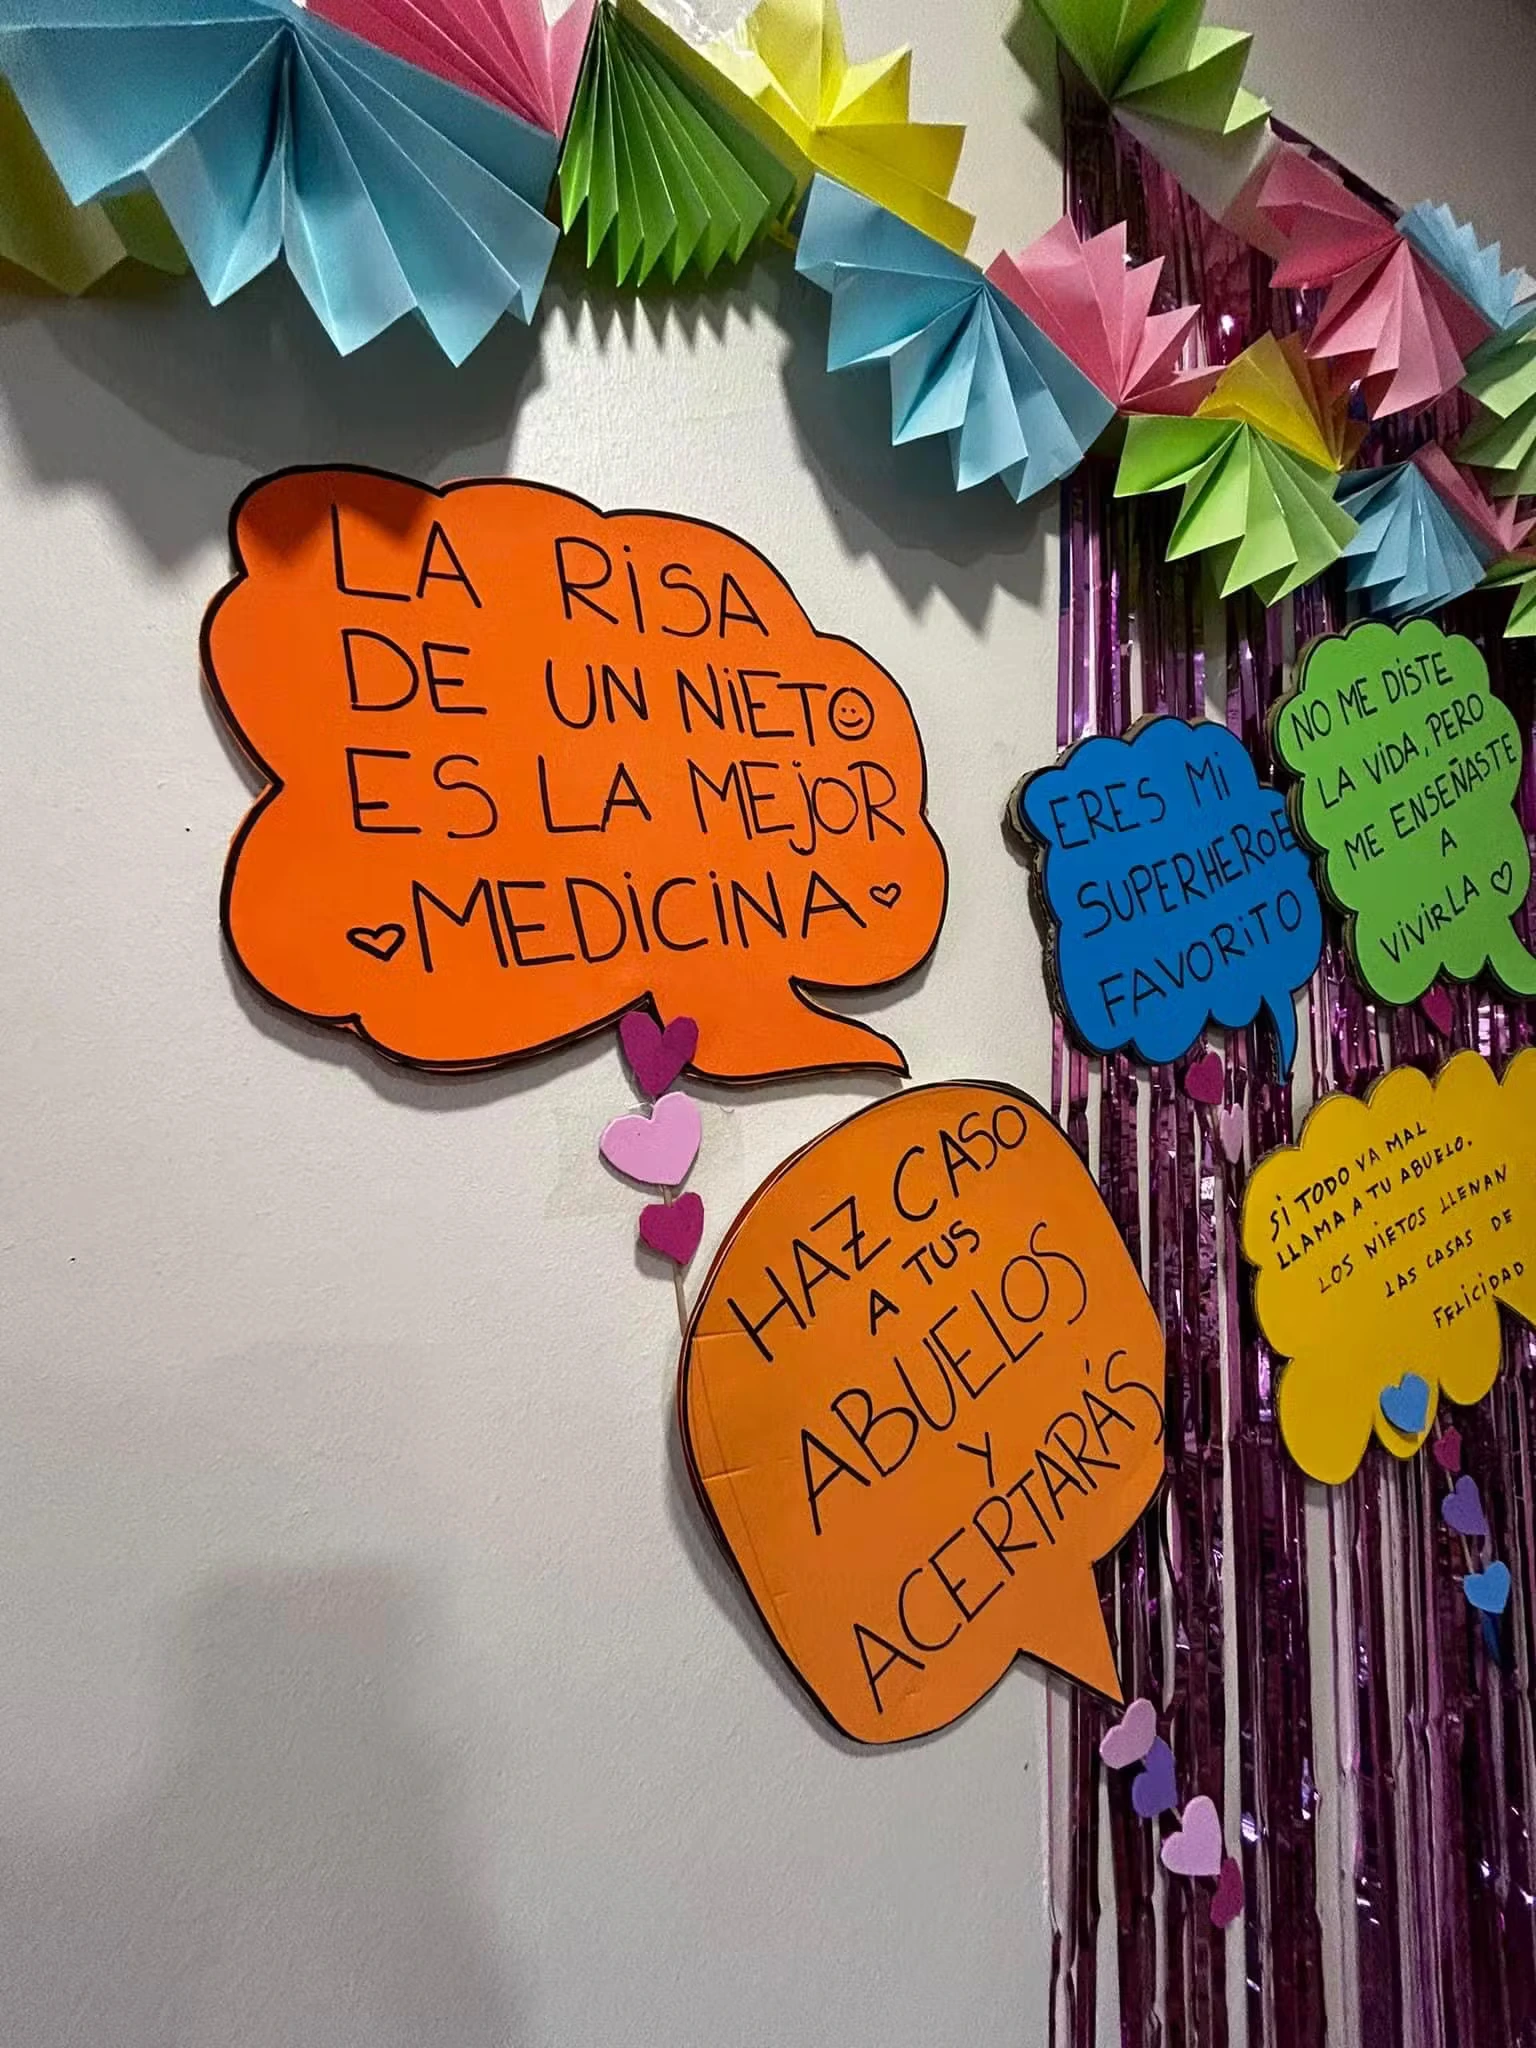 LA RISA
DE UN NIETO
ES LA MEJOR
MEDICINA
ERES MI
SUPERHEROE
FAVORITO
NO ME DISTE
LA VIDA, PERO
ME ENSEÑASTE
A
VIVIRLA
HAZ CASO
A TUS
ABUELOS
Y
ACERTARÁS
SI TODO VA MAL
LLAMA A TU ABUELO.
LOS NIETOS LLENAN
LAS CASAS DE
FELICIDAD